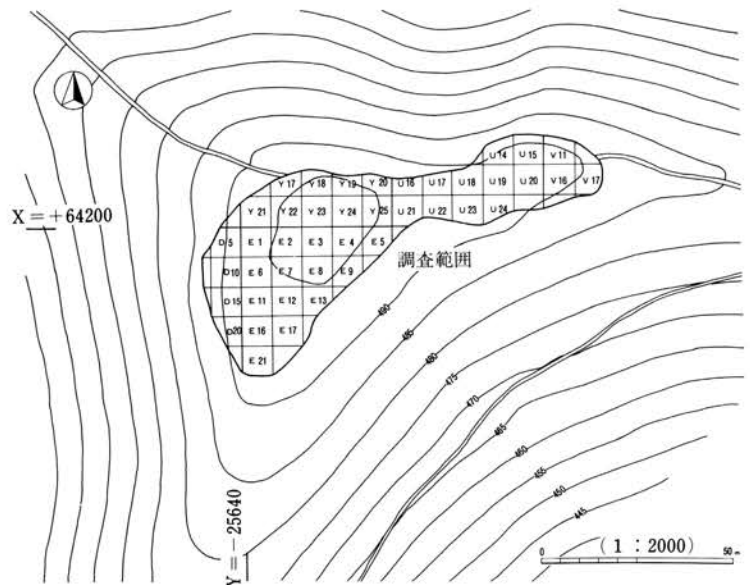 U 14 U 15 V 11
Y 17 Y 18 Y 19 Y 20 U 16 U 17 U 18 U 19 U 20 V 16 V 17
Y 21 Y 22 Y 23 Y 24 Y 25 U 21 U 22 U 23 U 24
X = +64200
D 5 E 1 E 2 E 3 E 4 E 5
調査範囲
D10 E 6 E 7 E 8 E 9
D15 E 11 E 12 E 13
D20 E 16 E 17
E 21
490
485
480
475
470
465
460
455
450
445
Y = -25640
(1 : 2000)
0 50 m